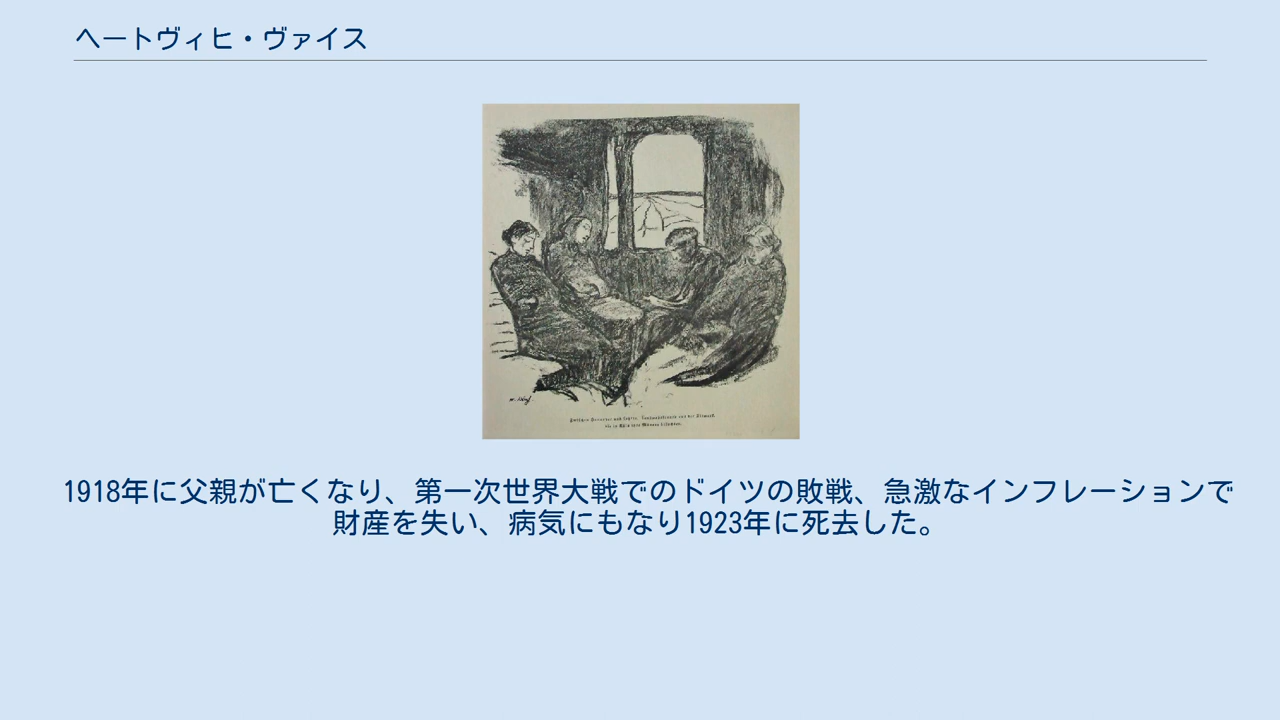 ヘートヴィヒ・ヴァイス
1918年に父親が亡くなり、第一次世界大戦でのドイツの敗戦、急激なインフレーションで
財産を失い、病気にもなり1923年に死去した。